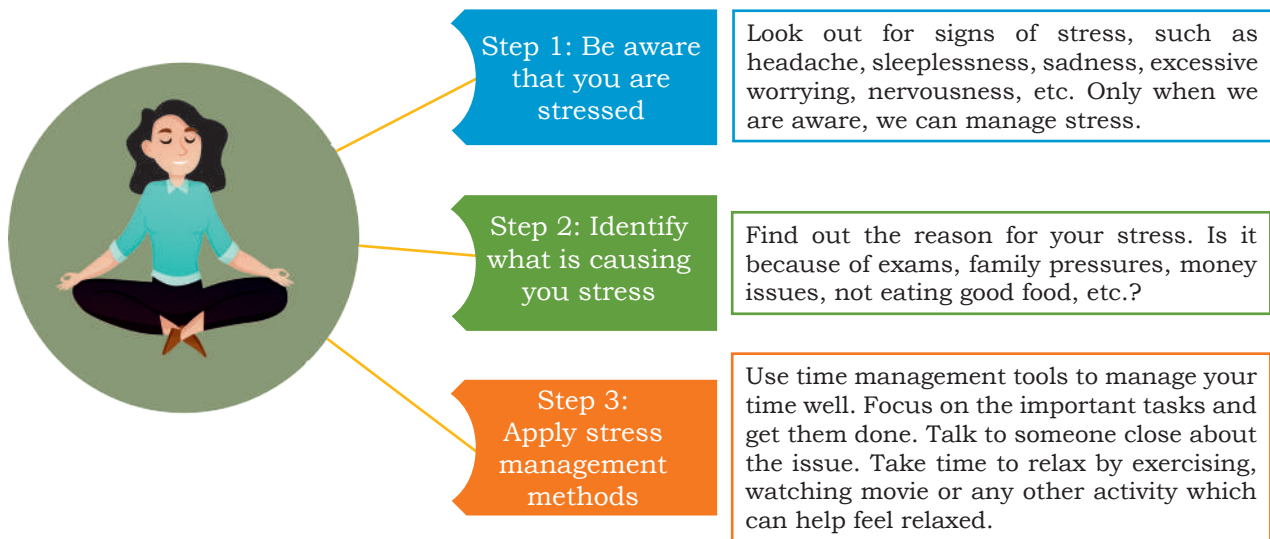 Step 1: Be aware
that you are
stressed
Look out for signs of stress, such as
headache, sleeplessness, sadness, excessive
worrying, nervousness, etc. Only when we
are aware, we can manage stress.
Step 2: Identify
what is causing
you stress
Find out the reason for your stress. Is it
because of exams, family pressures, money
issues, not eating good food, etc.?
Step 3:
Apply stress
management
methods
Use time management tools to manage your
time well. Focus on the important tasks and
get them done. Talk to someone close about
the issue. Take time to relax by exercising,
watching movie or any other activity which
can help feel relaxed.